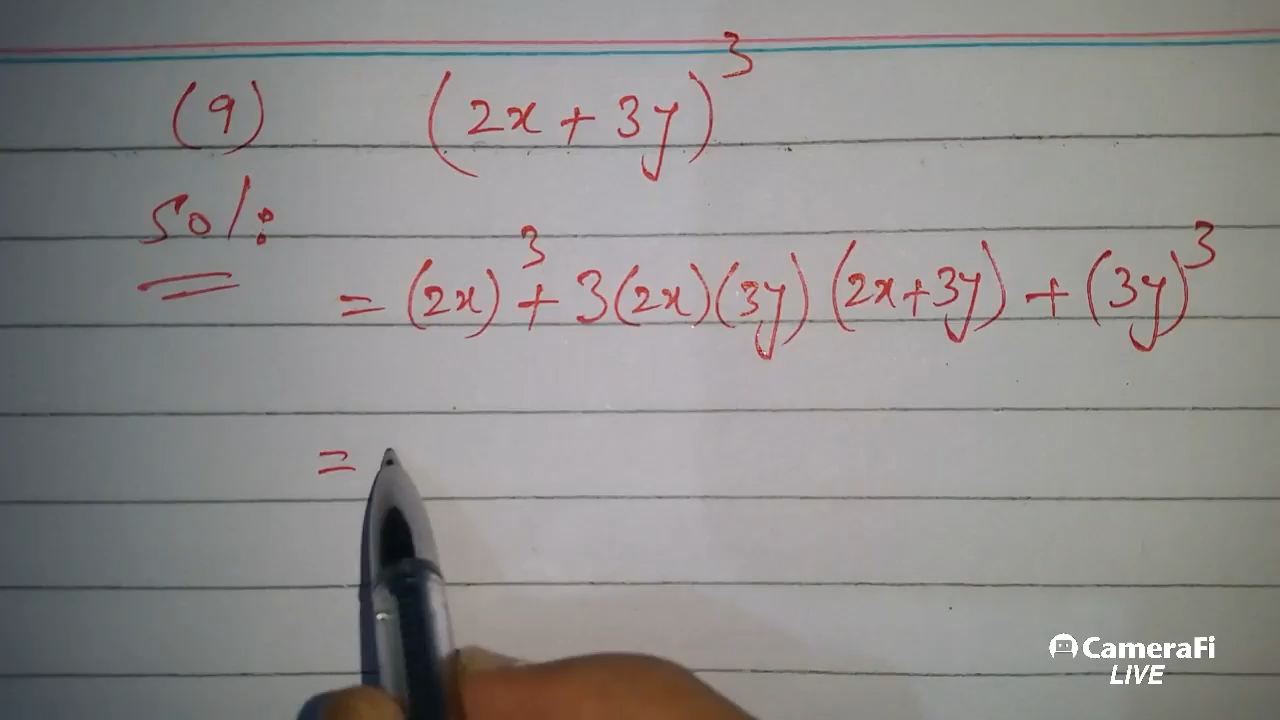 (9) (2x + 3y)³
Sol:
= (2x)³ + 3(2x)(3y)(2x+3y) + (3y)³
=
CameraFi
LIVE